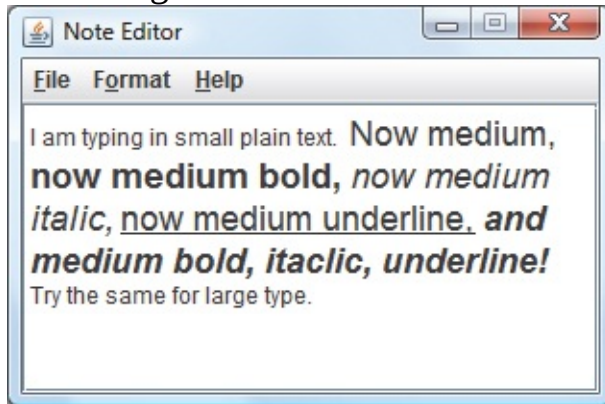 Note Editor
File Format Help
I am typing in small plain text. Now medium,
now medium bold, now medium
italic, now medium underline, and
medium bold, itaclic, underline!
Try the same for large type.